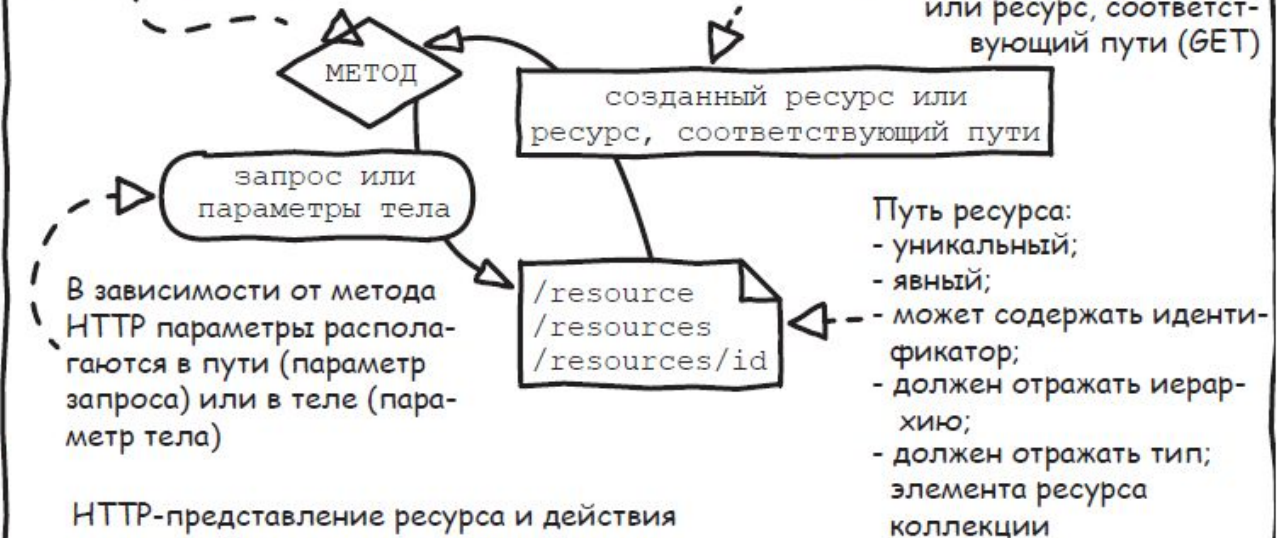 или ресурс, соответст-
вующий пути (GET)
МЕТОД
созданный ресурс или
ресурс, соответствующий пути
запрос или
параметры тела
/resource
/resources
/resources/id
Путь ресурса:
- уникальный;
- явный;
- может содержать иденти-
фикатор;
- должен отражать иерар-
хию;
- должен отражать тип;
элемента ресурса
коллекции
В зависимости от метода
HTTP параметры распола-
гаются в пути (параметр
запроса) или в теле (пара-
метр тела)
HTTP-представление ресурса и действия